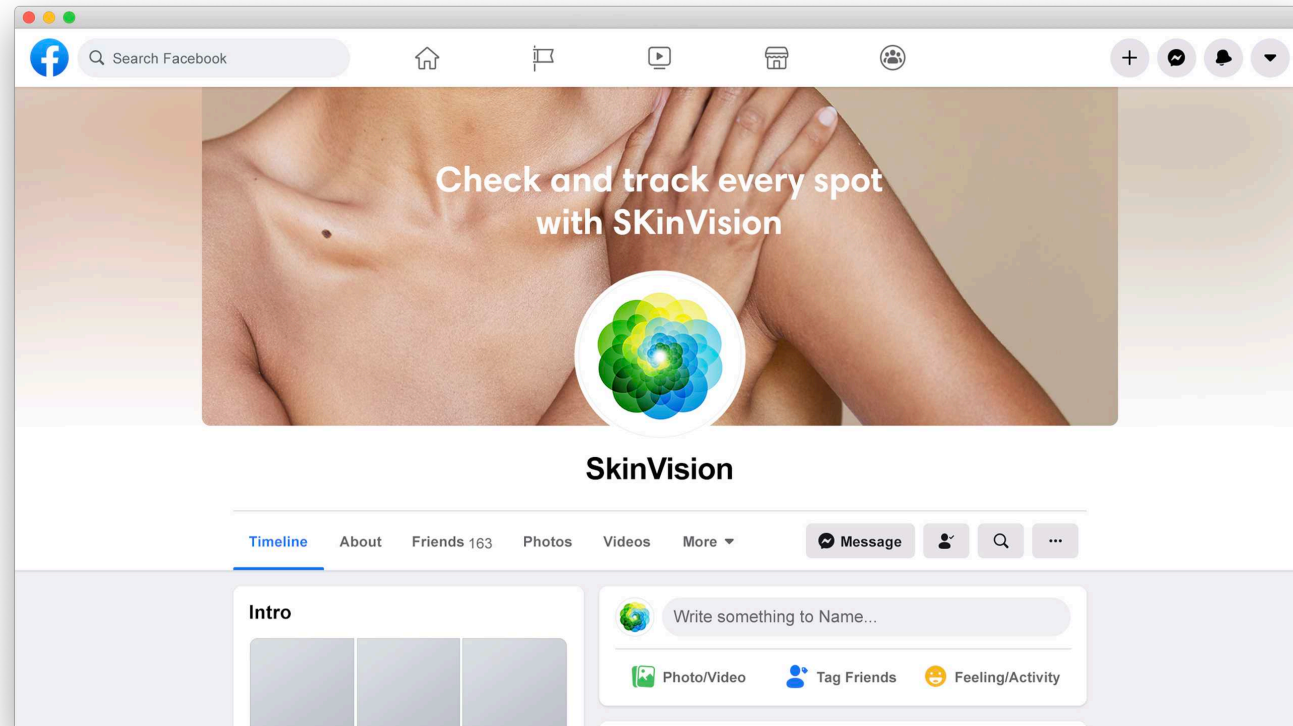 Search Facebook
Check and track every spot
with SKinVision
SkinVision
Timeline About Friends 163 Photos Videos More Message
Intro
Write something to Name...
Photo/Video Tag Friends Feeling/Activity